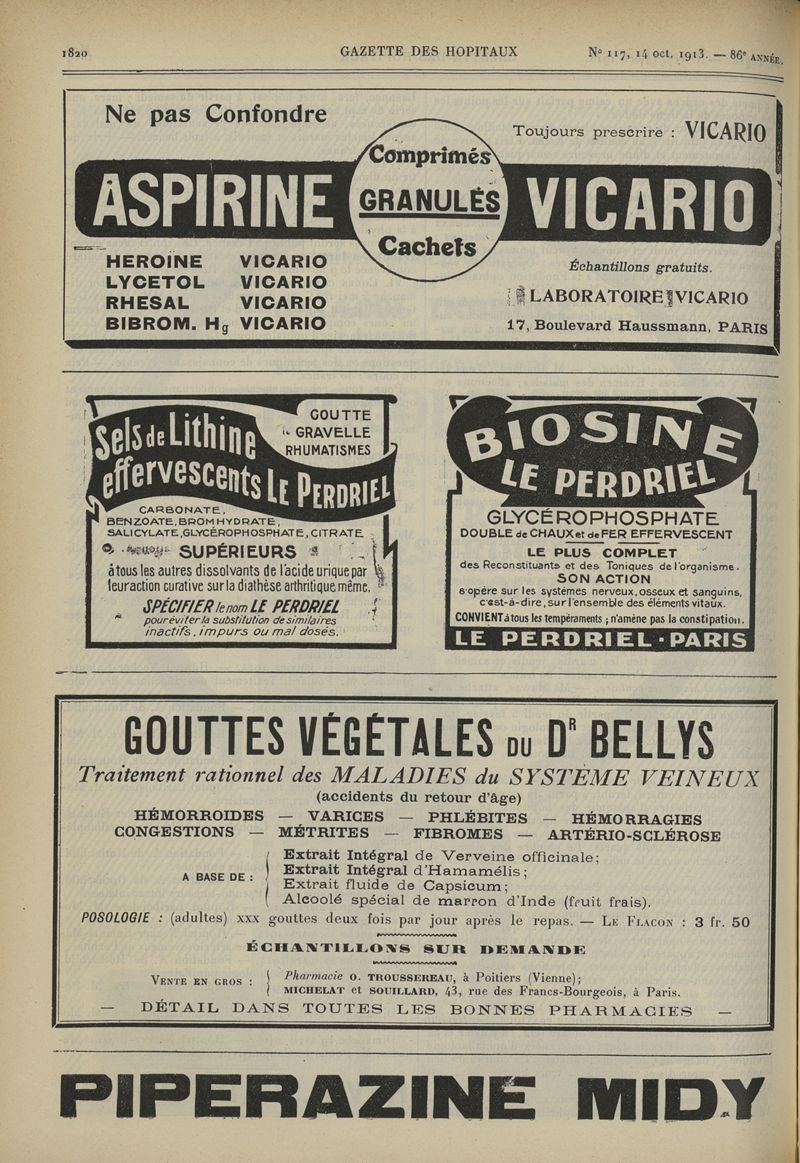 1820
GAZETTE DES HOPITAUX
N° 117, 14 oct. 1913. — 86e ANNÉE.
Ne pas Confondre
Toujours prescrire : VICARIO
ASPIRINE
Comprimés
GRANULÉS
Cachets
VICARIO
HEROÏNE VICARIO
LYCETOL VICARIO
RHESAL VICARIO
BIBROM. Hg VICARIO
Échantillons gratuits.
LABORATOIRE VICARIO
17, Boulevard Haussmann, PARIS
Sels de Lithine
effervescents LE PERDRIEL
GOUTTE
GRAVELLE
RHUMATISMES
CARBONATE,
BENZOATE, BROMHYDRATE,
SALICYLATE, GLYCÉROPHOSPHATE, CITRATE
SUPÉRIEURS
à tous les autres dissolvants de l'acide urique par
leur action curative sur la diathèse arthritique même.
SPÉCIFIER le nom LE PERDRIEL
pour éviter la substitution de similaires
inactifs, impurs ou mal dosés.
BIOSINE
LE PERDRIEL
GLYCÉROPHOSPHATE
DOUBLE de CHAUX et de FER EFFERVESCENT
LE PLUS COMPLET
des Reconstituants et des Toniques de l'organisme.
SON ACTION
s'opère sur les systèmes nerveux, osseux et sanguins,
c'est-à-dire, sur l'ensemble des éléments vitaux.
CONVIENT à tous les tempéraments ; n'amène pas la constipation.
LE PERDRIEL · PARIS
GOUTTES VÉGÉTALES DU DR BELLYS
Traitement rationnel des MALADIES du SYSTÈME VEINEUX
(accidents du retour d'âge)
HÉMORROIDES — VARICES — PHLÉBITES — HÉMORRAGIES
CONGESTIONS — MÉTRITES — FIBROMES — ARTÉRIO-SCLÉROSE
A BASE DE :
Extrait Intégral de Verveine officinale;
Extrait Intégral d'Hamamélis;
Extrait fluide de Capsicum;
Alcoolé spécial de marron d'Inde (fruit frais).
POSOLOGIE : (adultes) xxx gouttes deux fois par jour après le repas. — LE FLACON : 3 fr. 50
ÉCHANTILLONS SUR DEMANDE
VENTE EN GROS :
Pharmacie O. TROUSSEREAU, à Poitiers (Vienne);
MICHELAT et SOUILLARD, 43, rue des Francs-Bourgeois, à Paris.
— DÉTAIL DANS TOUTES LES BONNES PHARMACIES —
PIPERAZINE MIDY